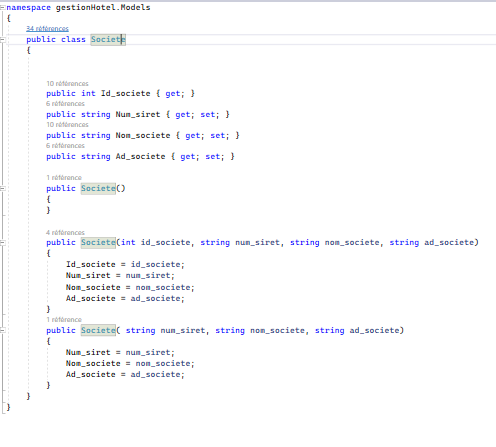 namespace gestionHotel.Models
{
34 références
public class Societe
{
10 références
public int Id_societe { get; }
6 références
public string Num_siret { get; set; }
10 références
public string Nom_societe { get; set; }
6 références
public string Ad_societe { get; set; }
1 référence
public Societe()
{
}
4 références
public Societe(int id_societe, string num_siret, string nom_societe, string ad_societe)
{
Id_societe = id_societe;
Num_siret = num_siret;
Nom_societe = nom_societe;
Ad_societe = ad_societe;
}
1 référence
public Societe( string num_siret, string nom_societe, string ad_societe)
{
Num_siret = num_siret;
Nom_societe = nom_societe;
Ad_societe = ad_societe;
}
}
}